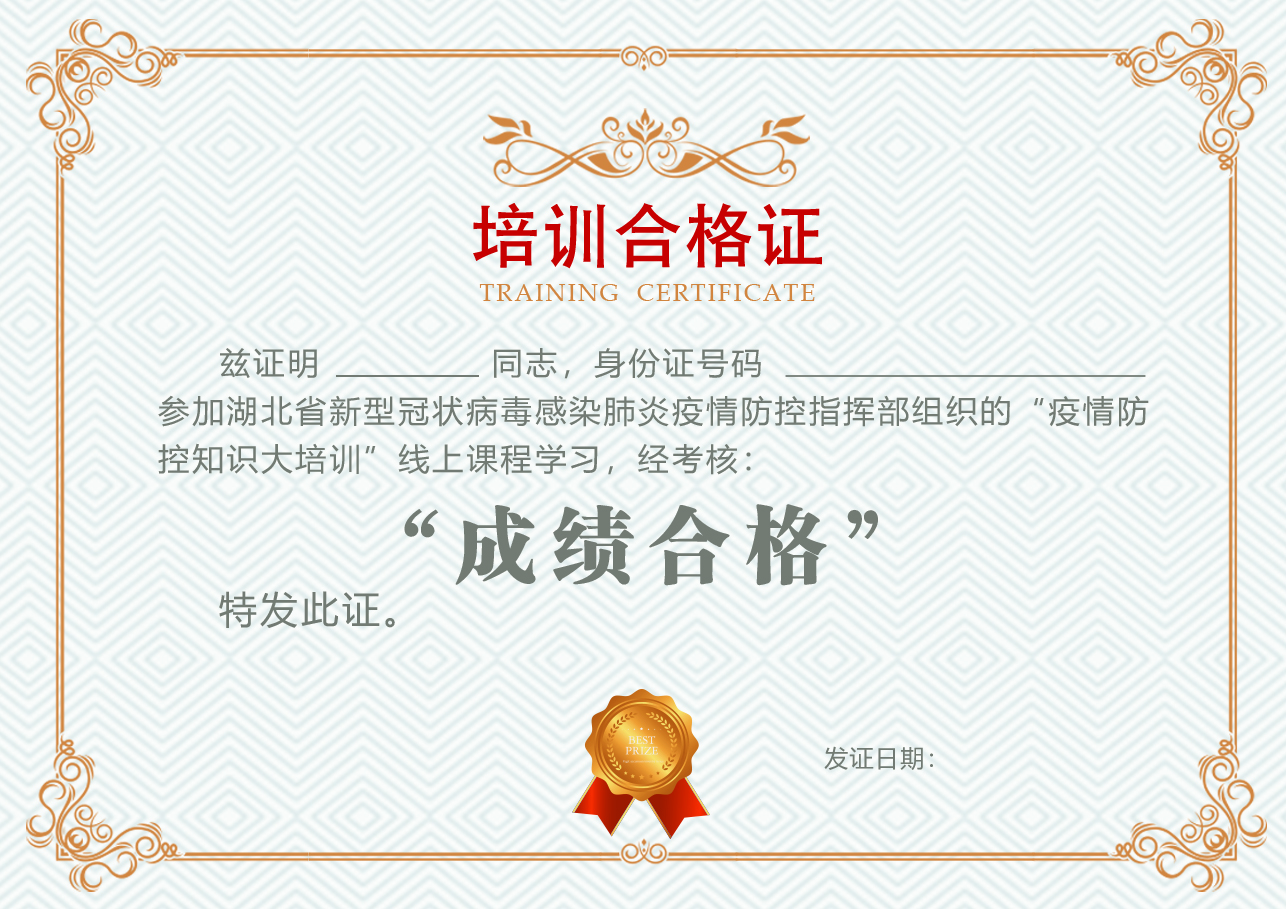 培训合格证
TRAINING CERTIFICATE
兹证明 __________ 同志，身份证号码 __________________________
参加湖北省新型冠状病毒感染肺炎疫情防控指挥部组织的“疫情防
控知识大培训”线上课程学习，经考核：
“成绩合格”
特发此证。
BEST
PRIZE
发证日期：